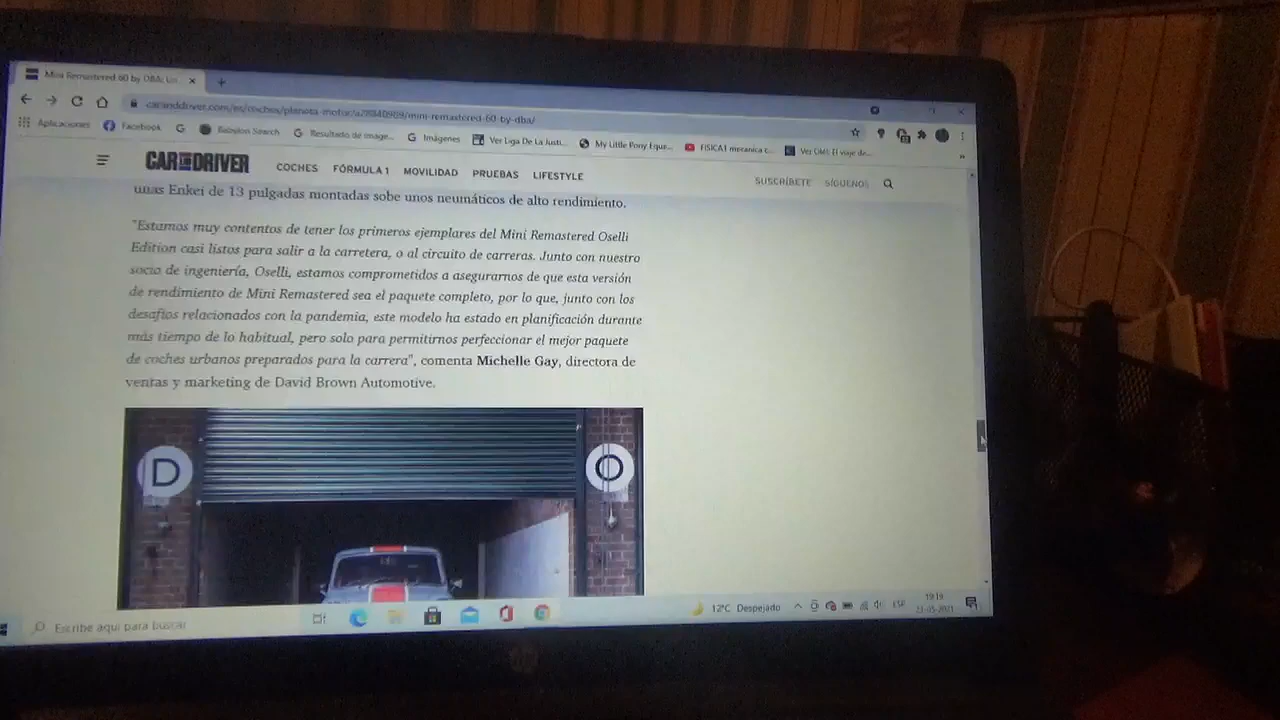 Mini Remastered 60 by DBA: Un
caranddriver.com/es/coches/planeta-motor/a28840989/mini-remastered-60-by-dba/
Aplicaciones Facebook G Babylon Search Resultado de image... Imágenes Ver Liga De La Justi... My Little Pony Eque... FISICA1 mecanica c... Ver
CAR AND DRIVER COCHES FÓRMULA 1 MOVILIDAD PRUEBAS LIFESTYLE SUSCRÍBETE SÍGUENOS
unas Enkei de 13 pulgadas montadas sobe unos neumáticos de alto rendimiento.
"Estamos muy contentos de tener los primeros ejemplares del Mini Remastered Oselli
Edition casi listos para salir a la carretera, o al circuito de carreras. Junto con nuestro
socio de ingeniería, Oselli, estamos comprometidos a asegurarnos de que esta versión
de rendimiento de Mini Remastered sea el paquete completo, por lo que, junto con los
desafíos relacionados con la pandemia, este modelo ha estado en planificación durante
más tiempo de lo habitual, pero solo para permitirnos perfeccionar el mejor paquete
de coches urbanos preparados para la carrera", comenta Michelle Gay, directora de
ventas y marketing de David Brown Automotive.
D O
Escribe aquí para buscar 12°C Despejado ESP 19:19
23-05-2021